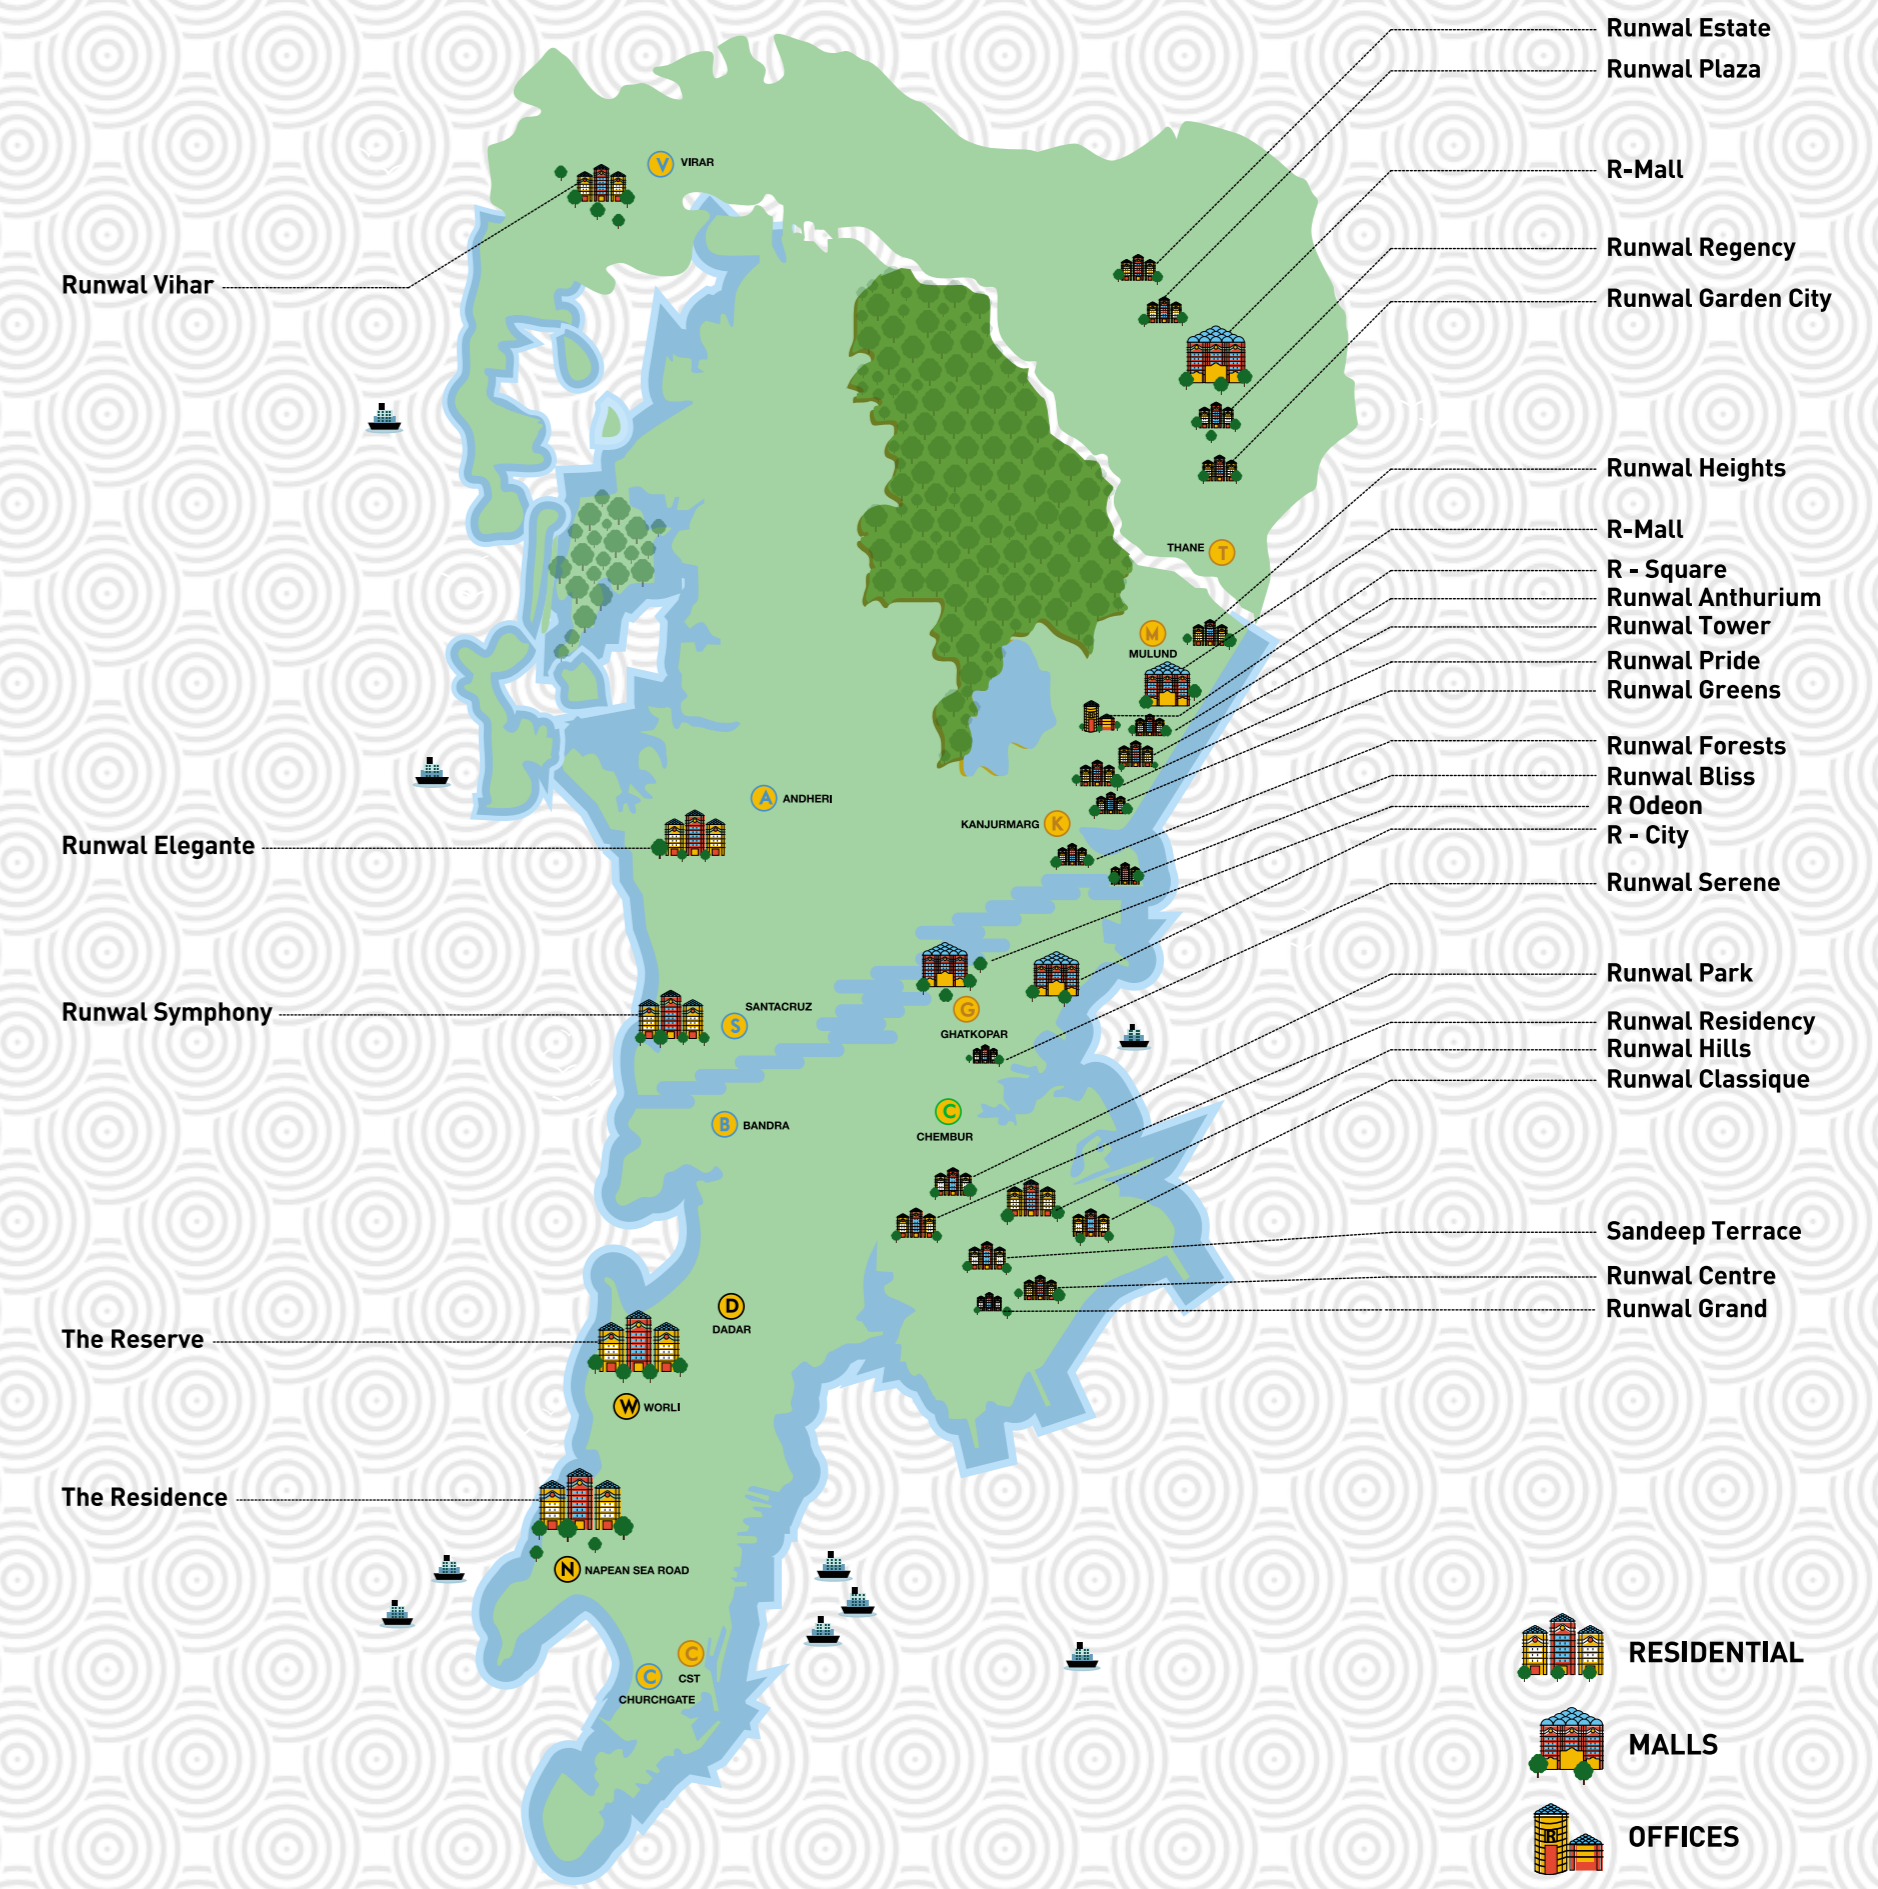 Runwal Estate
Runwal Plaza
R-Mall
Runwal Regency
Runwal Garden City
Runwal Heights
R-Mall
R - Square
Runwal Anthurium
Runwal Tower
Runwal Pride
Runwal Greens
Runwal Forests
Runwal Bliss
R Odeon
R - City
Runwal Serene
Runwal Park
Runwal Residency
Runwal Hills
Runwal Classique
Sandeep Terrace
Runwal Centre
Runwal Grand
Runwal Vihar
Runwal Elegante
Runwal Symphony
The Reserve
The Residence
V VIRAR
THANE T
M
MULUND
A ANDHERI
KANJURMARG K
SANTACRUZ
S
G
GHATKOPAR
C
CHEMBUR
B BANDRA
D
DADAR
W WORLI
N NAPEAN SEA ROAD
C
CST
C
CHURCHGATE
RESIDENTIAL
MALLS
R
OFFICES